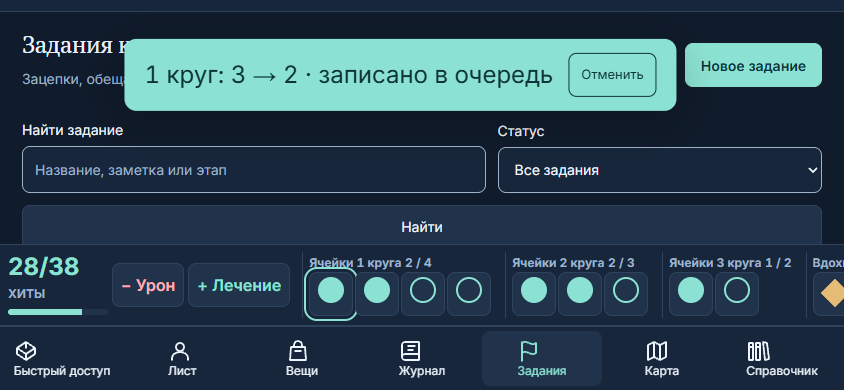 Задания к
1 круг: 3 → 2 · записано в очередь
Отменить
Новое задание
Зацепки, обеща
Найти задание
Статус
Название, заметка или этап
Все задания
Найти
28/38
ХИТЫ
− Урон
+ Лечение
Ячейки 1 круга 2 / 4
Ячейки 2 круга 2 / 3
Ячейки 3 круга 1 / 2
Вдох
Быстрый доступ
Лист
Вещи
Журнал
Задания
Карта
Справочник